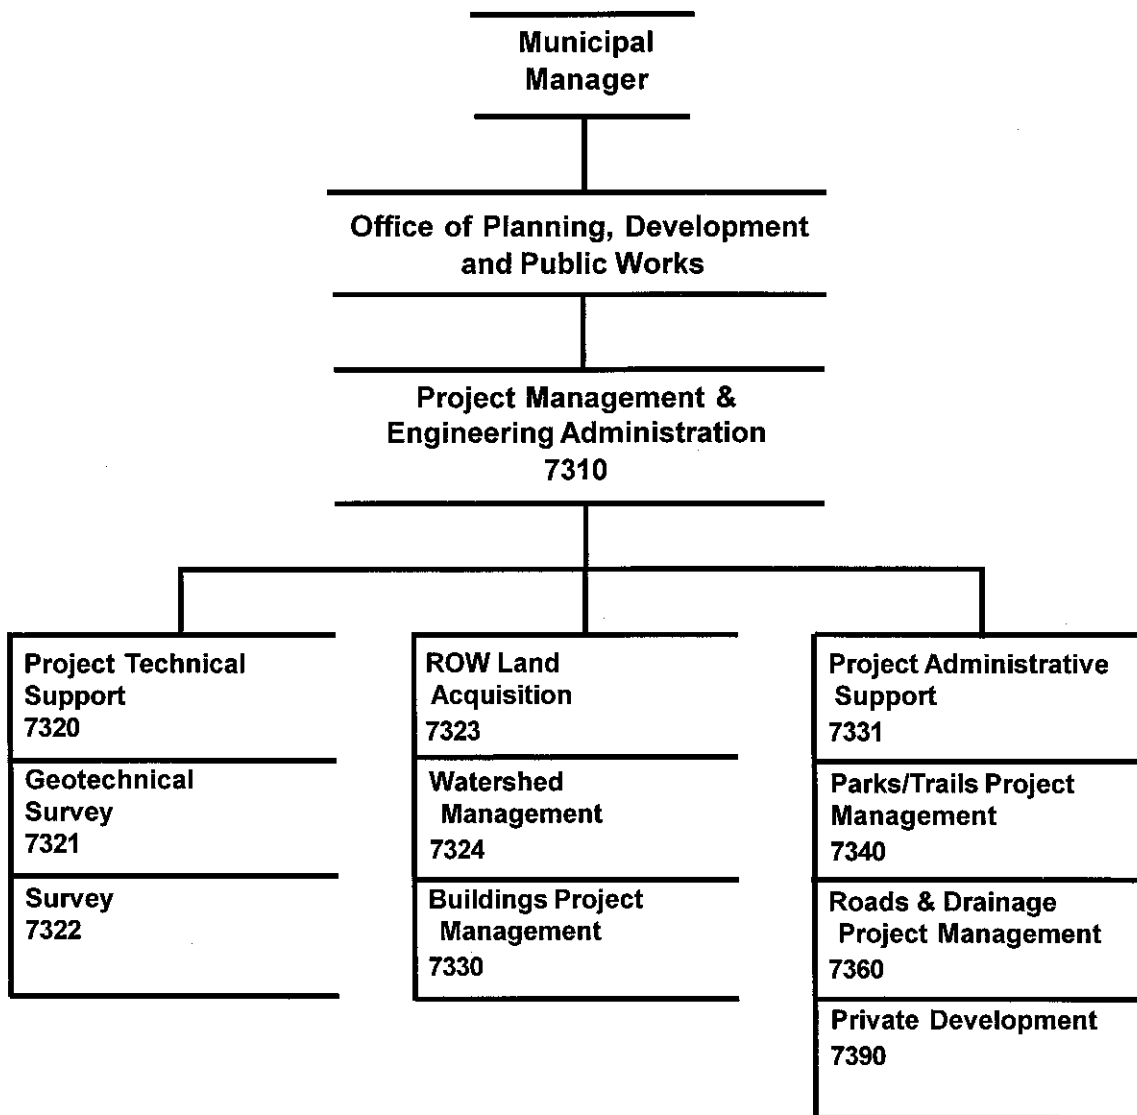 Municipal
Manager
Office of Planning, Development
and Public Works
Project Management &
Engineering Administration
7310
Project Technical
Support
7320
Geotechnical
Survey
7321
Survey
7322
ROW Land
Acquisition
7323
Watershed
Management
7324
Buildings Project
Management
7330
Project Administrative
Support
7331
Parks/Trails Project
Management
7340
Roads & Drainage
Project Management
7360
Private Development
7390